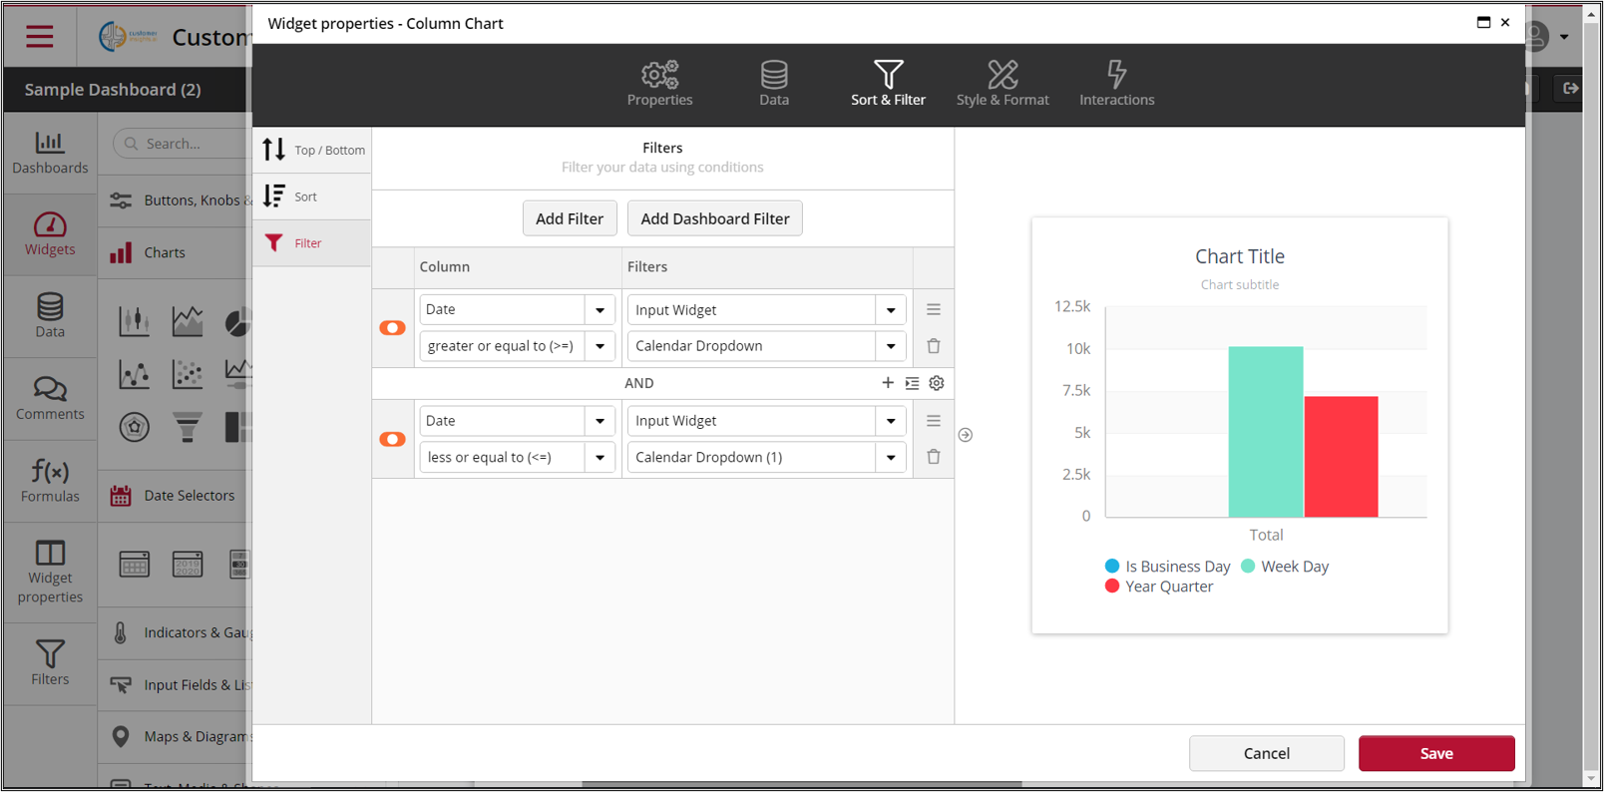 Widget properties - Column Chart
Custom
Sample Dashboard (2)
Properties
Data
Sort & Filter
Style & Format
Interactions
Dashboards
Widgets
Data
Comments
f(x)
Formulas
Widget
properties
Filters
Search...
Buttons, Knobs &
Charts
Date Selectors
Indicators & Gaug
Input Fields & List
Maps & Diagrams
Top / Bottom
Sort
Filter
Filters
Filter your data using conditions
Add Filter
Add Dashboard Filter
Column
Filters
Date
Input Widget
greater or equal to (>=)
Calendar Dropdown
AND
Date
Input Widget
less or equal to (<=)
Calendar Dropdown (1)
Chart Title
Chart subtitle
12.5k
10k
7.5k
5k
2.5k
0
Total
Is Business Day
Week Day
Year Quarter
Cancel
Save